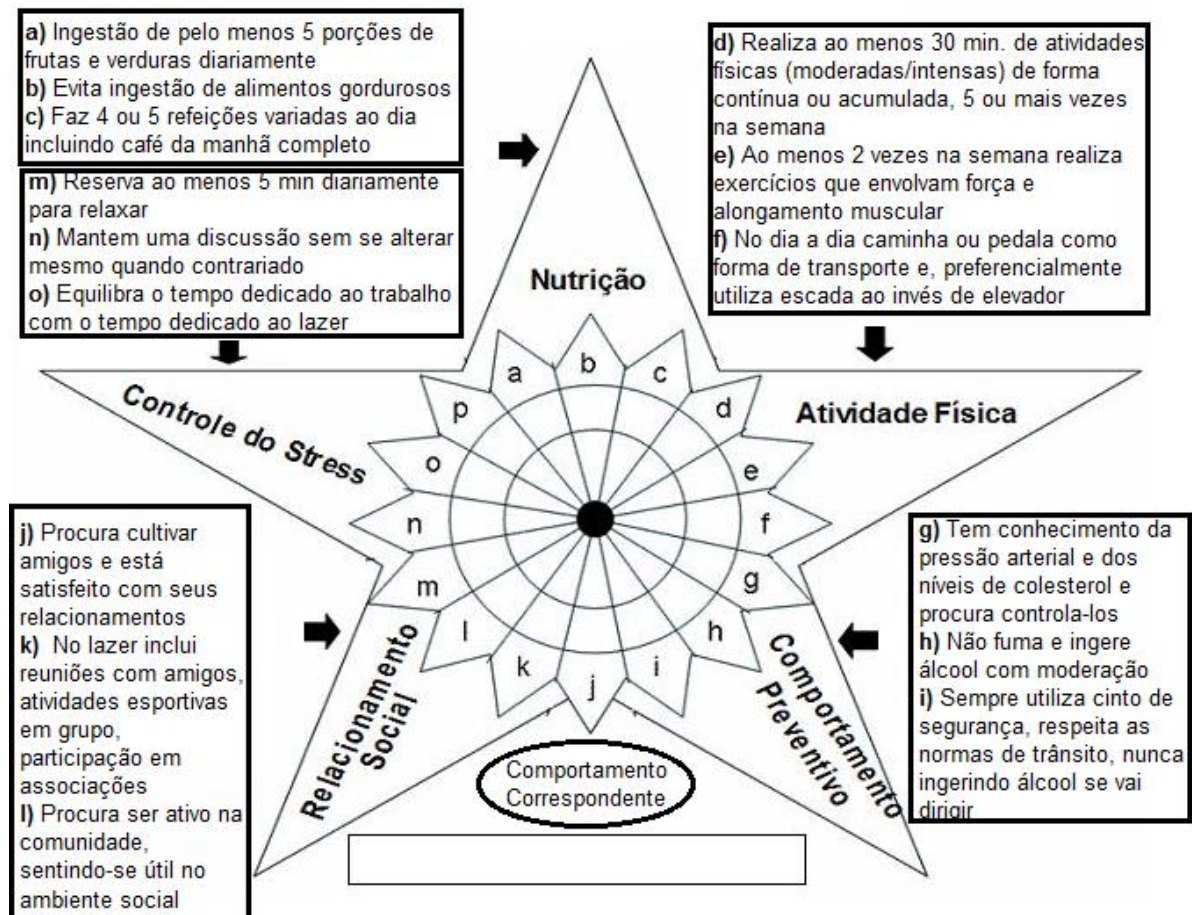 a) Ingestão de pelo menos 5 porções de
frutas e verduras diariamente
b) Evita ingestão de alimentos gordurosos
c) Faz 4 ou 5 refeições variadas ao dia
incluindo café da manhã completo
m) Reserva ao menos 5 min diariamente
para relaxar
n) Mantem uma discussão sem se alterar
mesmo quando contrariado
o) Equilibra o tempo dedicado ao trabalho
com o tempo dedicado ao lazer
d) Realiza ao menos 30 min. de atividades
físicas (moderadas/intensas) de forma
contínua ou acumulada, 5 ou mais vezes
na semana
e) Ao menos 2 vezes na semana realiza
exercícios que envolvam força e
alongamento muscular
f) No dia a dia caminha ou pedala como
forma de transporte e, preferencialmente
utiliza escada ao invés de elevador
Nutrição
Controle do Stress
Atividade Física
a
b
c
d
e
f
g
h
i
j
k
l
m
n
o
p
j) Procura cultivar
amigos e está
satisfeito com seus
relacionamentos
k) No lazer inclui
reuniões com amigos,
atividades esportivas
em grupo,
participação em
associações
l) Procura ser ativo na
comunidade,
sentindo-se útil no
ambiente social
Relacionamento
Social
Comportamento
Preventivo
g) Tem conhecimento da
pressão arterial e dos
níveis de colesterol e
procura controla-los
h) Não fuma e ingere
álcool com moderação
i) Sempre utiliza cinto de
segurança, respeita as
normas de trânsito, nunca
ingerindo álcool se vai
dirigir
Comportamento
Correspondente